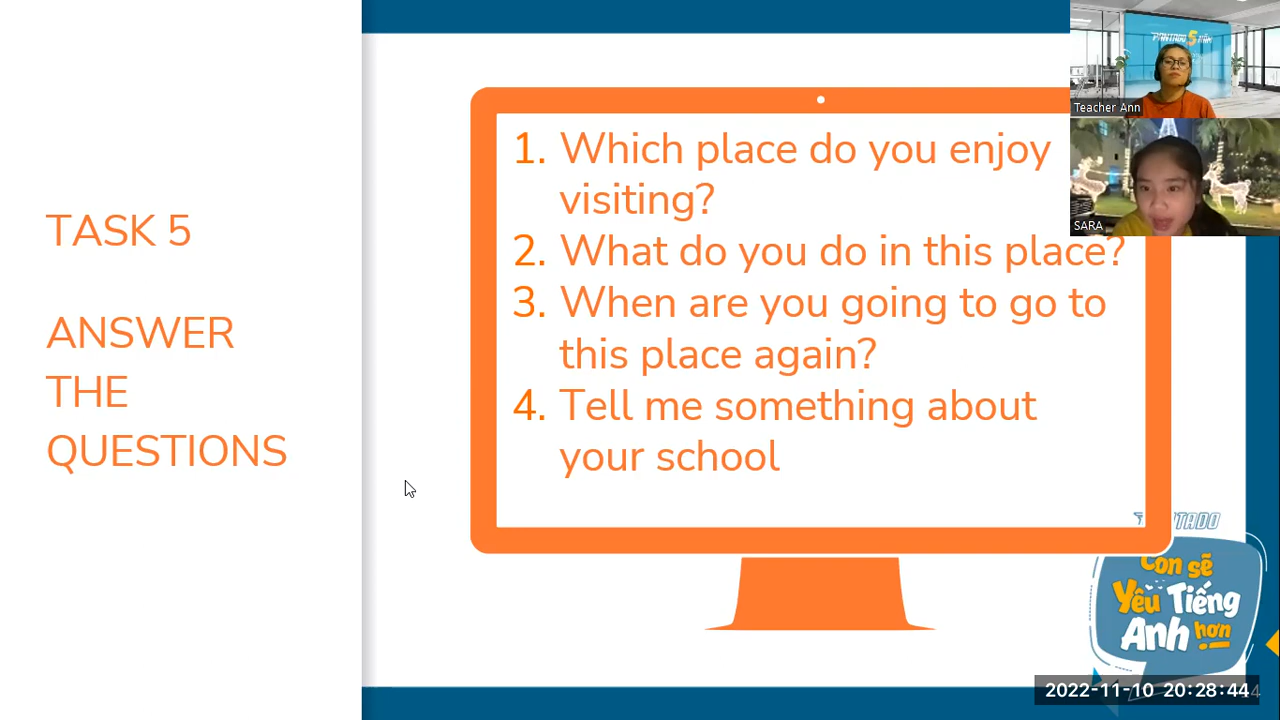 TASK 5
ANSWER
THE
QUESTIONS
1. Which place do you enjoy
visiting?
2. What do you do in this place?
3. When are you going to go to
this place again?
4. Tell me something about
your school
PANTADO 5
Teacher Ann
SARA
Con sẽ
Yêu Tiếng
Anh hơn
2022-11-10 20:28:44